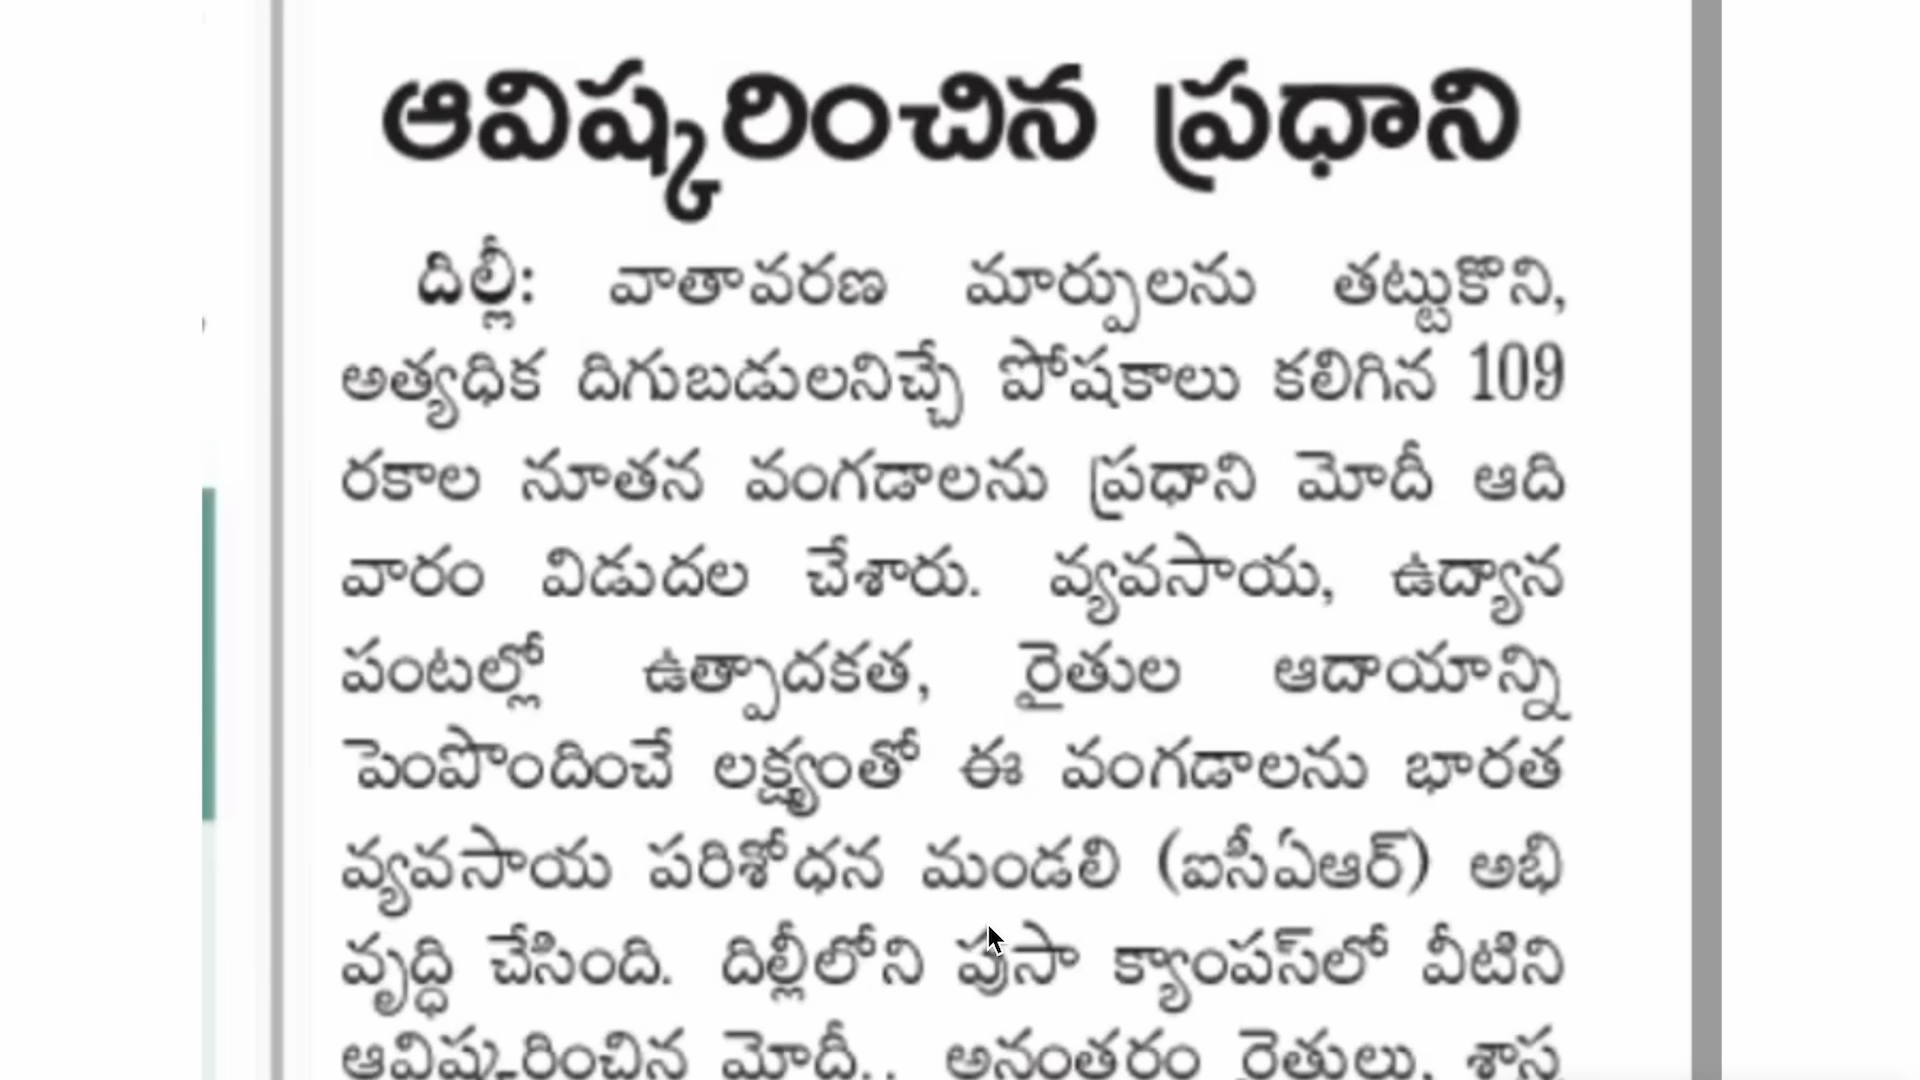 ఆవిష్కరించిన ప్రధాని
దిల్లీ: వాతావరణ మార్పులను తట్టుకొని,
అత్యధిక దిగుబడులనిచ్చే పోషకాలు కలిగిన 109
రకాల నూతన వంగడాలను ప్రధాని మోదీ ఆది
వారం విడుదల చేశారు. వ్యవసాయ, ఉద్యాన
పంటల్లో ఉత్పాదకత, రైతుల ఆదాయాన్ని
పెంపొందించే లక్ష్యంతో ఈ వంగడాలను భారత
వ్యవసాయ పరిశోధన మండలి (ఐసీఏఆర్) అభి
వృద్ధి చేసింది. దిల్లీలోని పుసా క్యాంపస్‌లో వీటిని
ఆవిష్కరించిన మోదీ.. అనంతరం రైతులు, శాస్త్ర